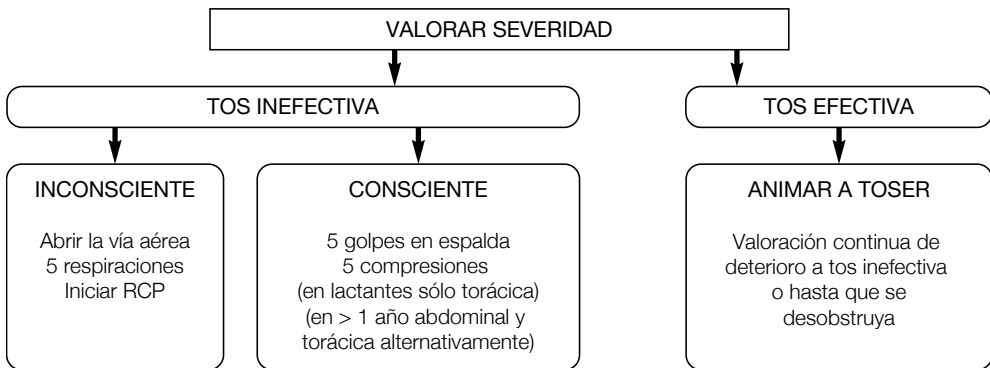 VALORAR SEVERIDAD
TOS INEFECTIVA
TOS EFECTIVA
INCONSCIENTE
Abrir la vía aérea
5 respiraciones
Iniciar RCP
CONSCIENTE
5 golpes en espalda
5 compresiones
(en lactantes sólo torácica)
(en > 1 año abdominal y
torácica alternativamente)
ANIMAR A TOSER
Valoración continua de
deterioro a tos inefectiva
o hasta que se
desobstruya